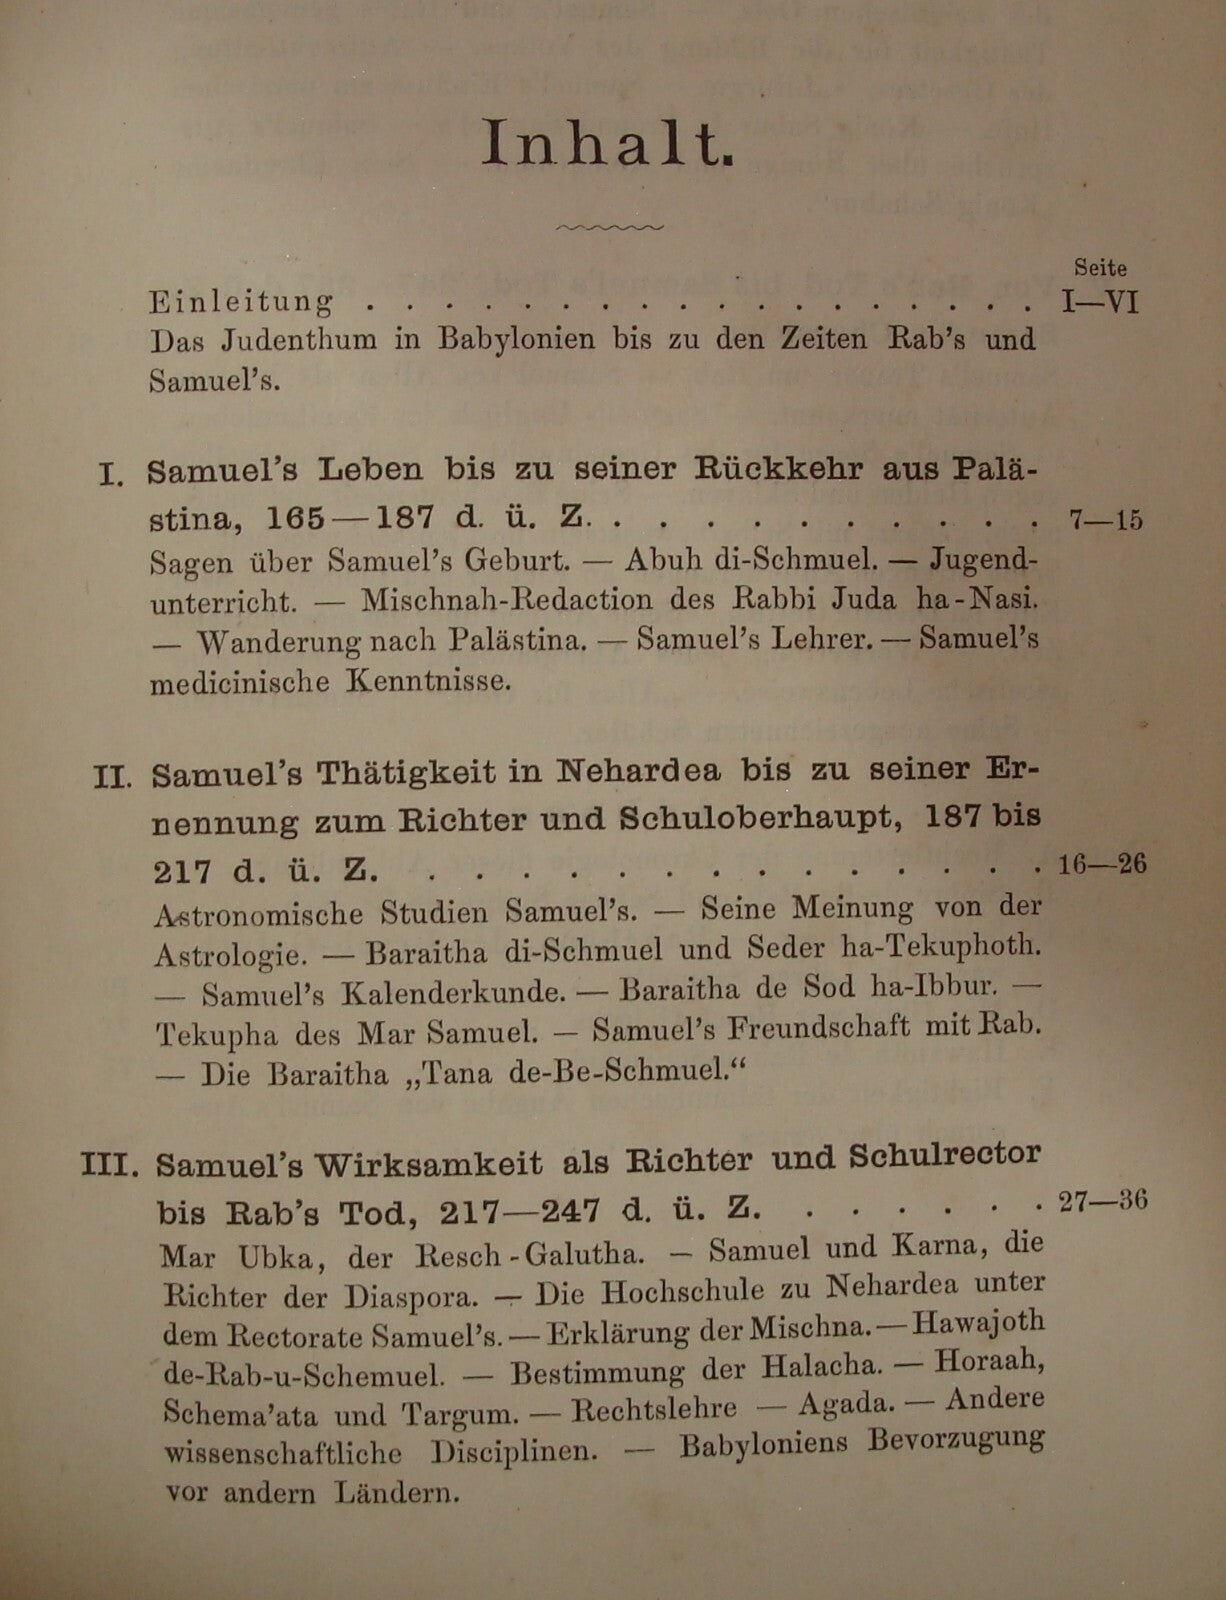 Inhalt.
Seite
Einleitung . . . . . . . . . . . . . . . . . I—VI
Das Judenthum in Babylonien bis zu den Zeiten Rab's und
Samuel's.
I. Samuel's Leben bis zu seiner Rückkehr aus Palä-
stina, 165—187 d. ü. Z. . . . . . . . . . . 7—15
Sagen über Samuel's Geburt. — Abuh di-Schmuel. — Jugend-
unterricht. — Mischnah-Redaction des Rabbi Juda ha-Nasi.
— Wanderung nach Palästina. — Samuel's Lehrer. — Samuel's
medicinische Kenntnisse.
II. Samuel's Thätigkeit in Nehardea bis zu seiner Er-
nennung zum Richter und Schuloberhaupt, 187 bis
217 d. ü. Z. . . . . . . . . . . . . . . 16—26
Astronomische Studien Samuel's. — Seine Meinung von der
Astrologie. — Baraitha di-Schmuel und Seder ha-Tekuphoth.
— Samuel's Kalenderkunde. — Baraitha de Sod ha-Ibbur. —
Tekupha des Mar Samuel. — Samuel's Freundschaft mit Rab.
— Die Baraitha „Tana de-Be-Schmuel.“
III. Samuel's Wirksamkeit als Richter und Schulrector
bis Rab's Tod, 217—247 d. ü. Z. . . . . . . 27—36
Mar Ubka, der Resch-Galutha. — Samuel und Karna, die
Richter der Diaspora. — Die Hochschule zu Nehardea unter
dem Rectorate Samuel's. — Erklärung der Mischna. — Hawajoth
de-Rab-u-Schemuel. — Bestimmung der Halacha. — Horaah,
Schema'ata und Targum. — Rechtslehre — Agada. — Andere
wissenschaftliche Disciplinen. — Babyloniens Bevorzugung
vor andern Ländern.